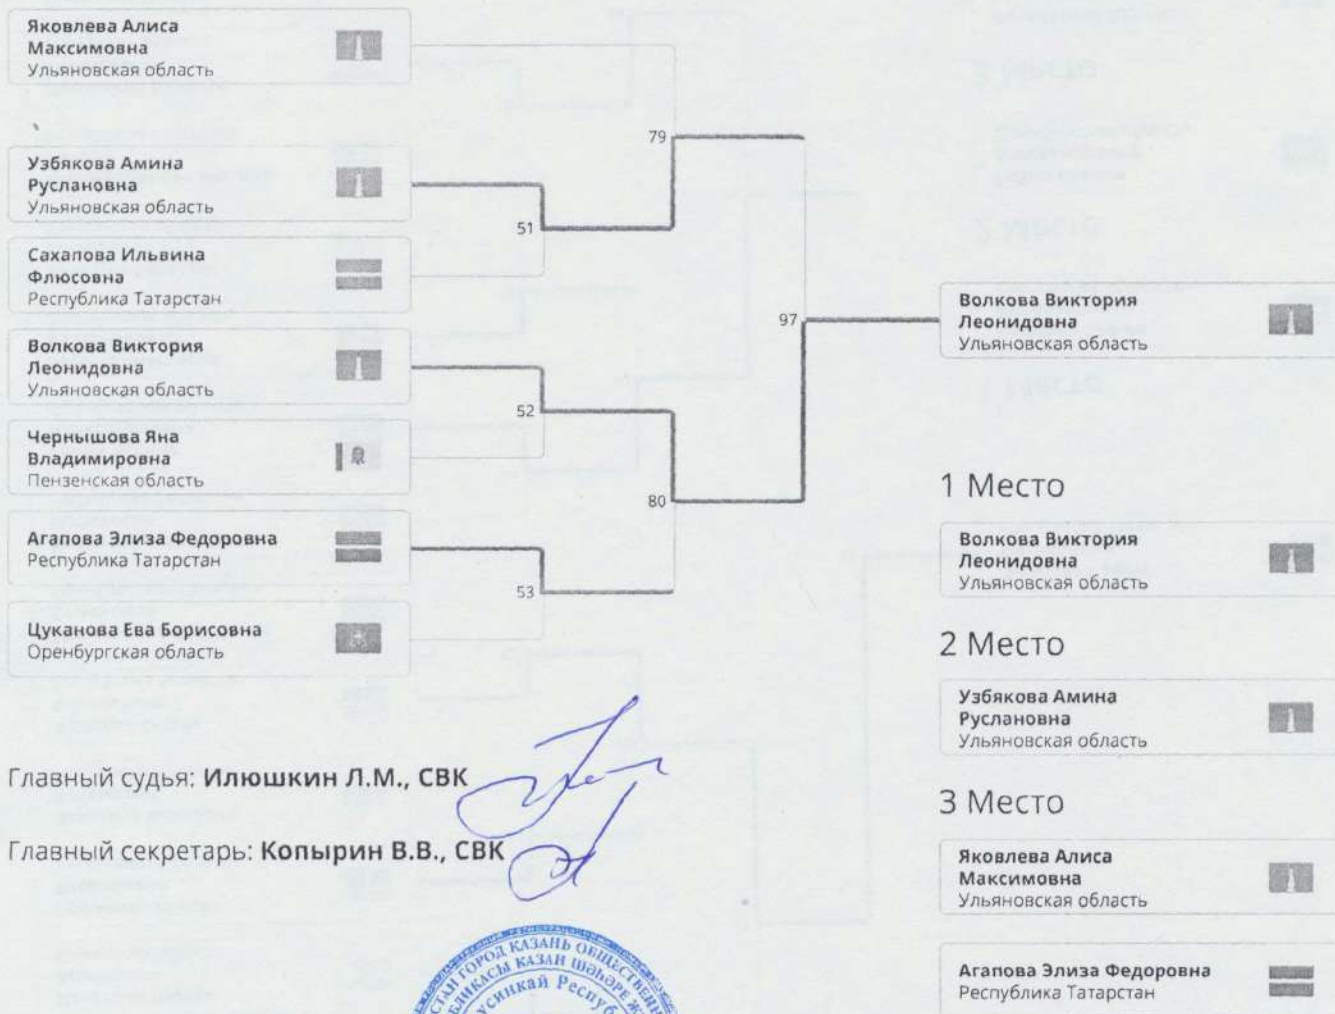 Яковлева Алиса
Максимовна
Ульяновская область
Узбякова Амина
Руслановна
Ульяновская область
Сахапова Ильвина
Флюсовна
Республика Татарстан
Волкова Виктория
Леонидовна
Ульяновская область
Чернышова Яна
Владимировна
Пензенская область
Агапова Элиза Федоровна
Республика Татарстан
Цуканова Ева Борисовна
Оренбургская область
51
52
53
79
80
97
Волкова Виктория
Леонидовна
Ульяновская область
1 Место
Волкова Виктория
Леонидовна
Ульяновская область
2 Место
Узбякова Амина
Руслановна
Ульяновская область
3 Место
Яковлева Алиса
Максимовна
Ульяновская область
Агапова Элиза Федоровна
Республика Татарстан
Главный судья: Илюшкин Л.М., СВК
Главный секретарь: Копырин В.В., СВК
ГОРОД КАЗАНЬ
КАЗАН ШӘҺӘРЕ